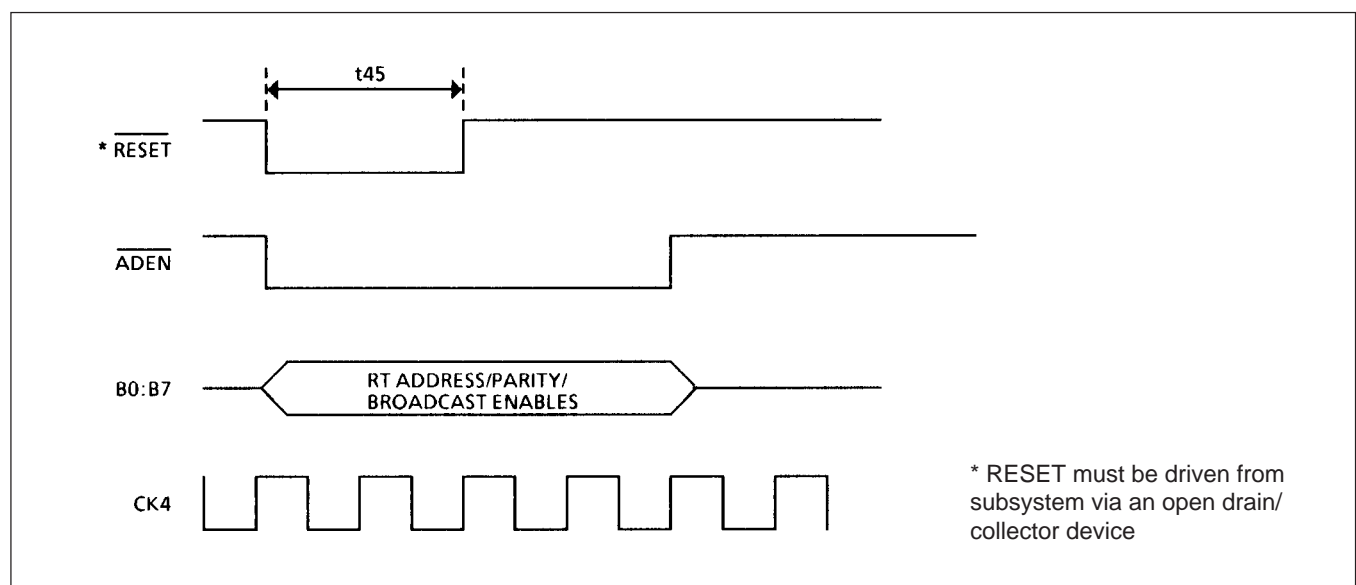 t45
* RESET
ADEN
B0:B7
RT ADDRESS/PARITY/
BROADCAST ENABLES
CK4
* RESET must be driven from
subsystem via an open drain/
collector device